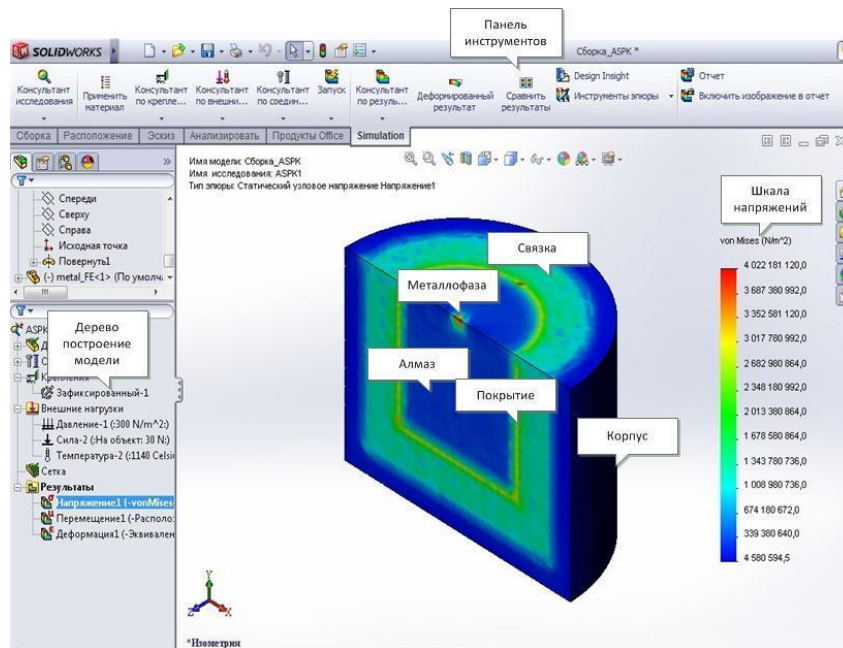 Панель
инструментов
SOLIDWORKS
Сборка_ASPK *
Консультант
исследования
Применить
материал
Консультант
по крепле...
Консультант
по внешни...
Консультант
по соедин...
Запуск
Консультант
по резуль...
Деформированный
результат
Сравнить
результаты
Design Insight
Инструменты эпюры
Отчет
Включить изображение в отчет
Сборка
Расположение
Эскиз
Анализировать
Продукты Office
Simulation
Имя модели: Сборка_ASPK
Имя исследования: ASPK1
Тип эпюры: Статический узловое напряжение Напряжение1
Спереди
Сверху
Справа
Исходная точка
Повернуть1
(-) metal_FE<1> (По умолч
Дерево
построение
модели
ASPK
Крепления
Зафиксированный-1
Внешние нагрузки
Давление-1 (:300 N/m^2:)
Сила-2 (:На объект: 30 N:)
Температура-2 (:1140 Celsi
Сетка
Результаты
Напряжение1 (-vonMises
Перемещение1 (-Располо:
Деформация1 (-Эквивален
Связка
Металлофаза
Алмаз
Покрытие
Корпус
Шкала
напряжений
von Mises (N/m^2)
4 022 181 120,0
3 687 380 992,0
3 352 581 120,0
3 017 780 992,0
2 682 980 864,0
2 348 180 992,0
2 013 380 864,0
1 678 580 864,0
1 343 780 736,0
1 008 980 736,0
674 180 672,0
339 380 640,0
4 580 594,5
Y
X
Z
*Изометрия